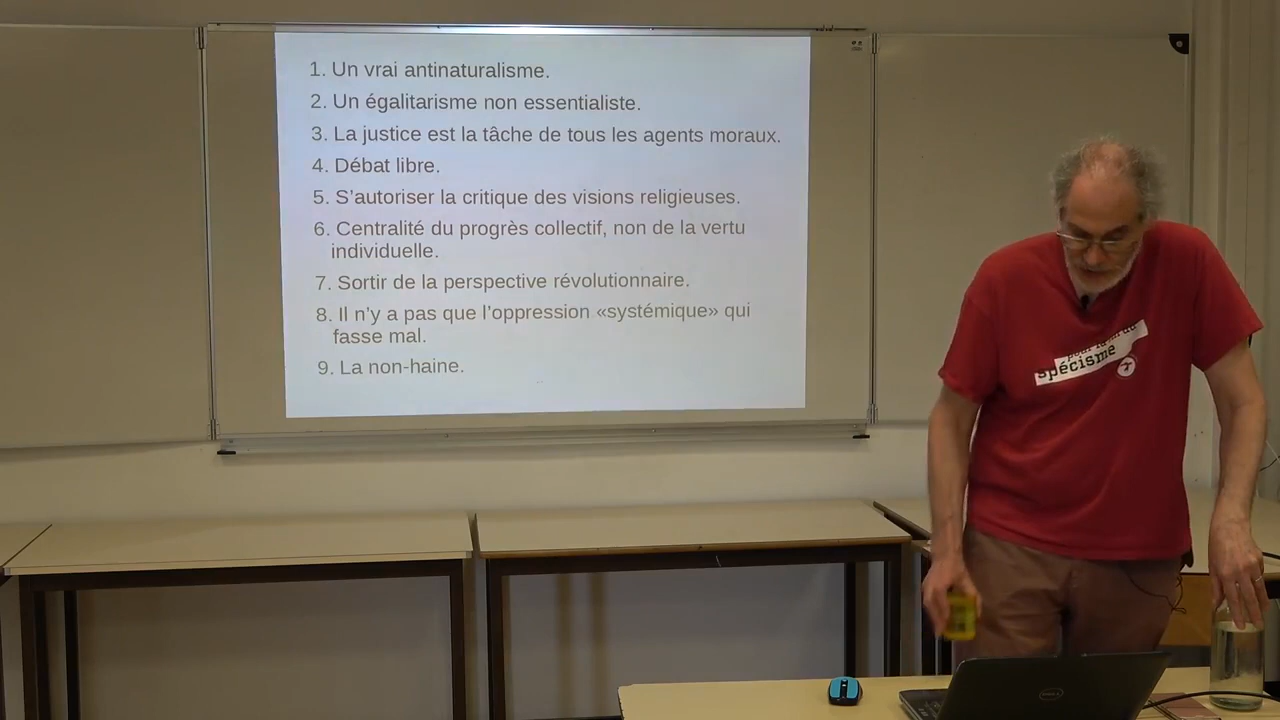 1. Un vrai antinaturalisme.
2. Un égalitarisme non essentialiste.
3. La justice est la tâche de tous les agents moraux.
4. Débat libre.
5. S’autoriser la critique des visions religieuses.
6. Centralité du progrès collectif, non de la vertu
individuelle.
7. Sortir de la perspective révolutionnaire.
8. Il n’y a pas que l’oppression «systémique» qui
fasse mal.
9. La non-haine.
spécisme
DELL